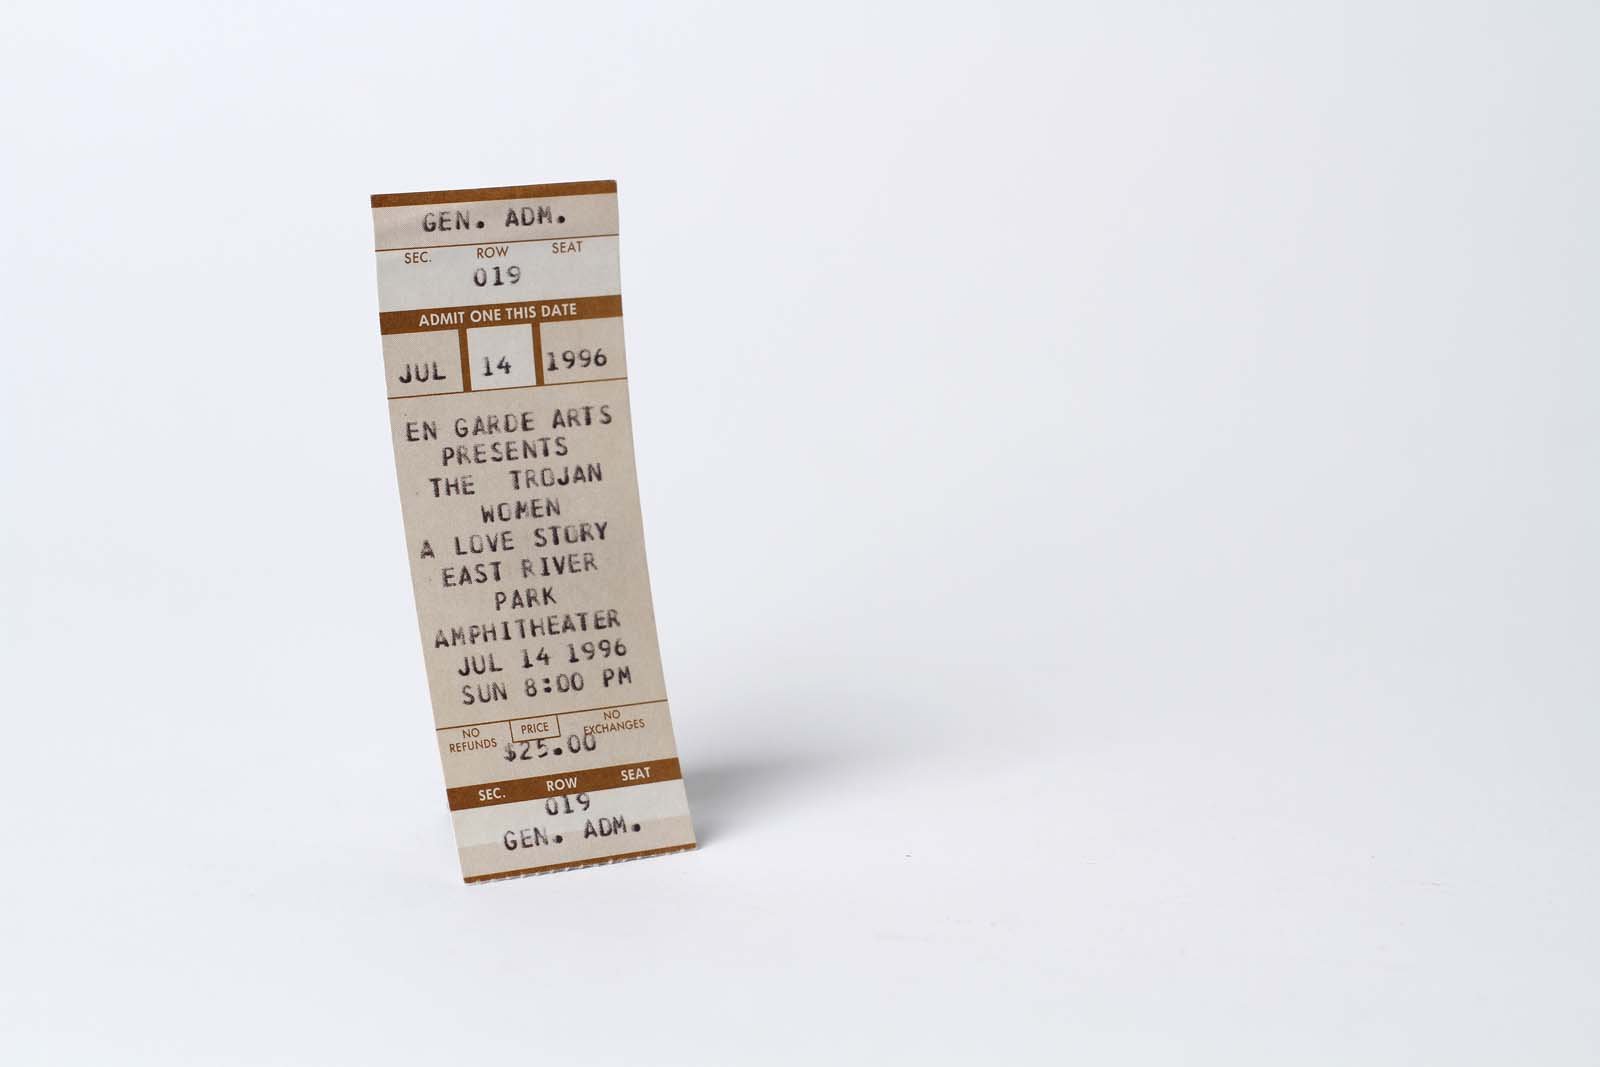 GEN. ADM.
SEC. ROW SEAT
019
ADMIT ONE THIS DATE
JUL 14 1996
EN GARDE ARTS
PRESENTS
THE TROJAN
WOMEN
A LOVE STORY
EAST RIVER
PARK
AMPHITHEATER
JUL 14 1996
SUN 8:00 PM
NO REFUNDS PRICE NO EXCHANGES
$25.00
SEC. ROW SEAT
019
GEN. ADM.